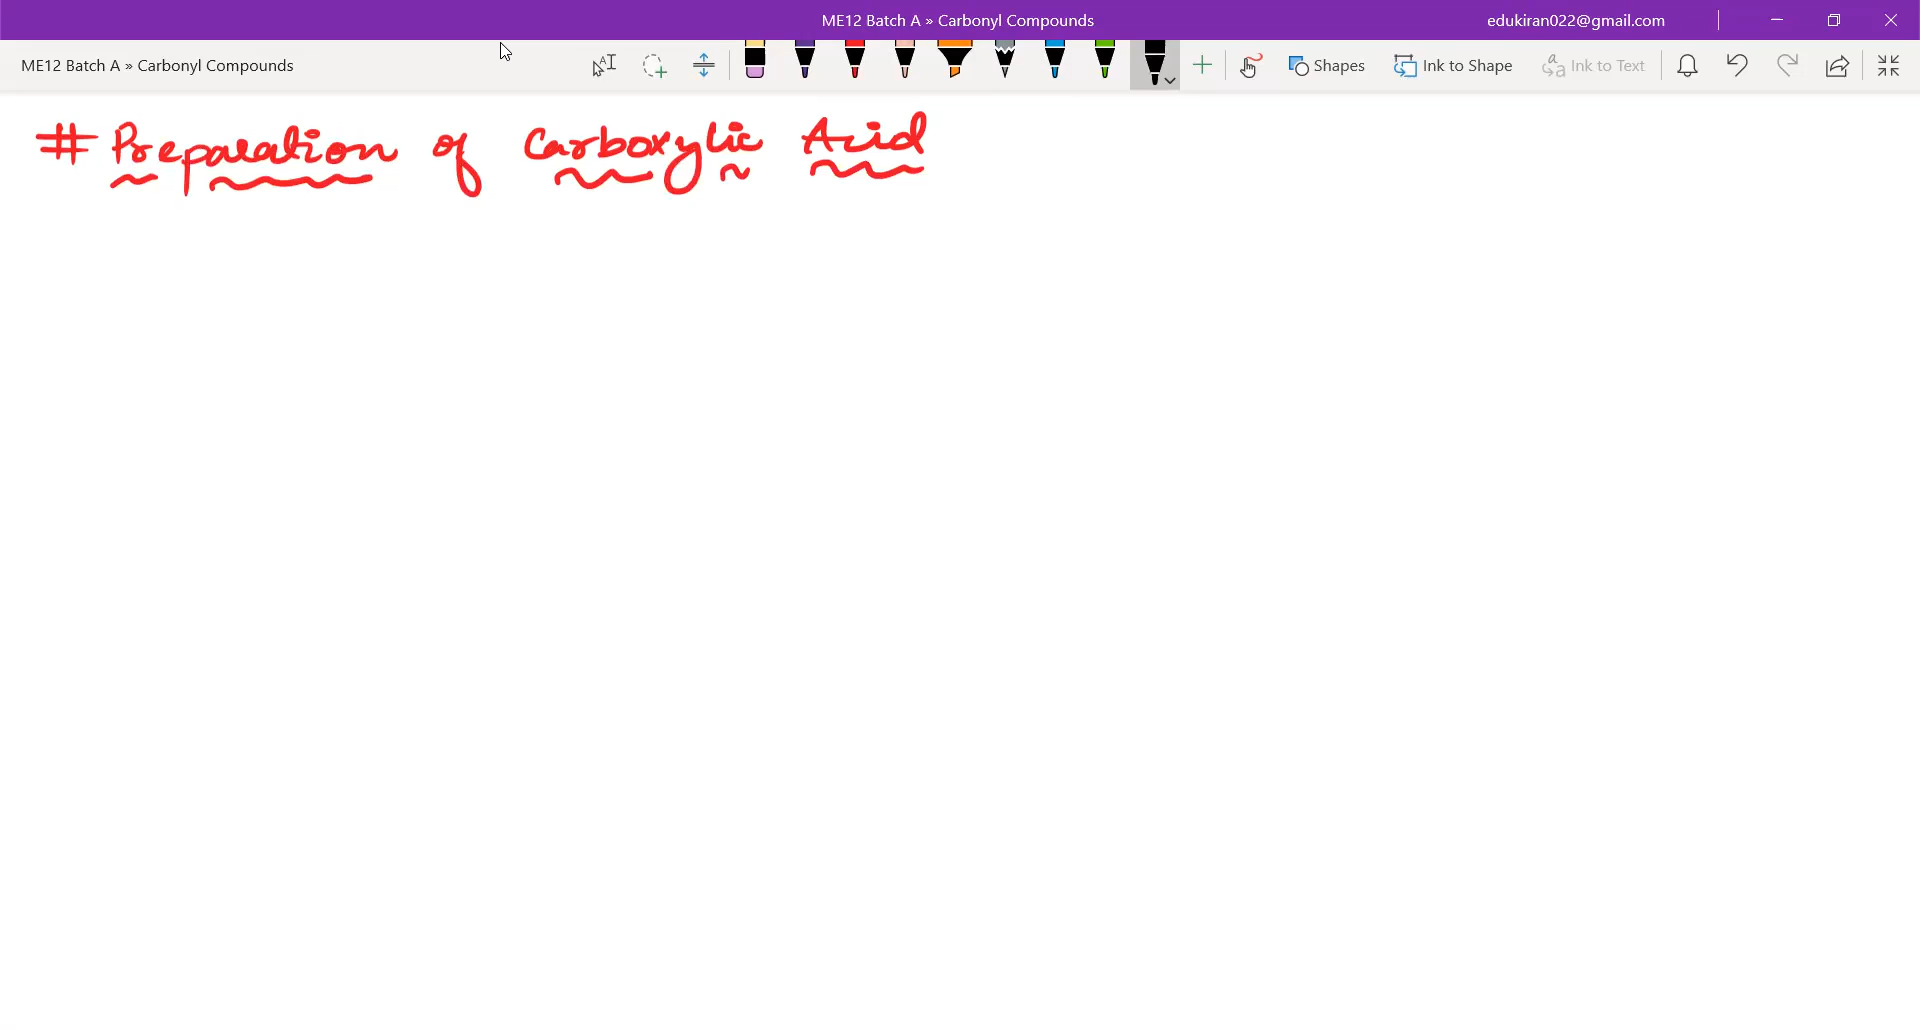 ME12 Batch A » Carbonyl Compounds
edukiran022@gmail.com
ME12 Batch A » Carbonyl Compounds
Shapes
Ink to Shape
Ink to Text
# Preparation of Carboxylic Acid